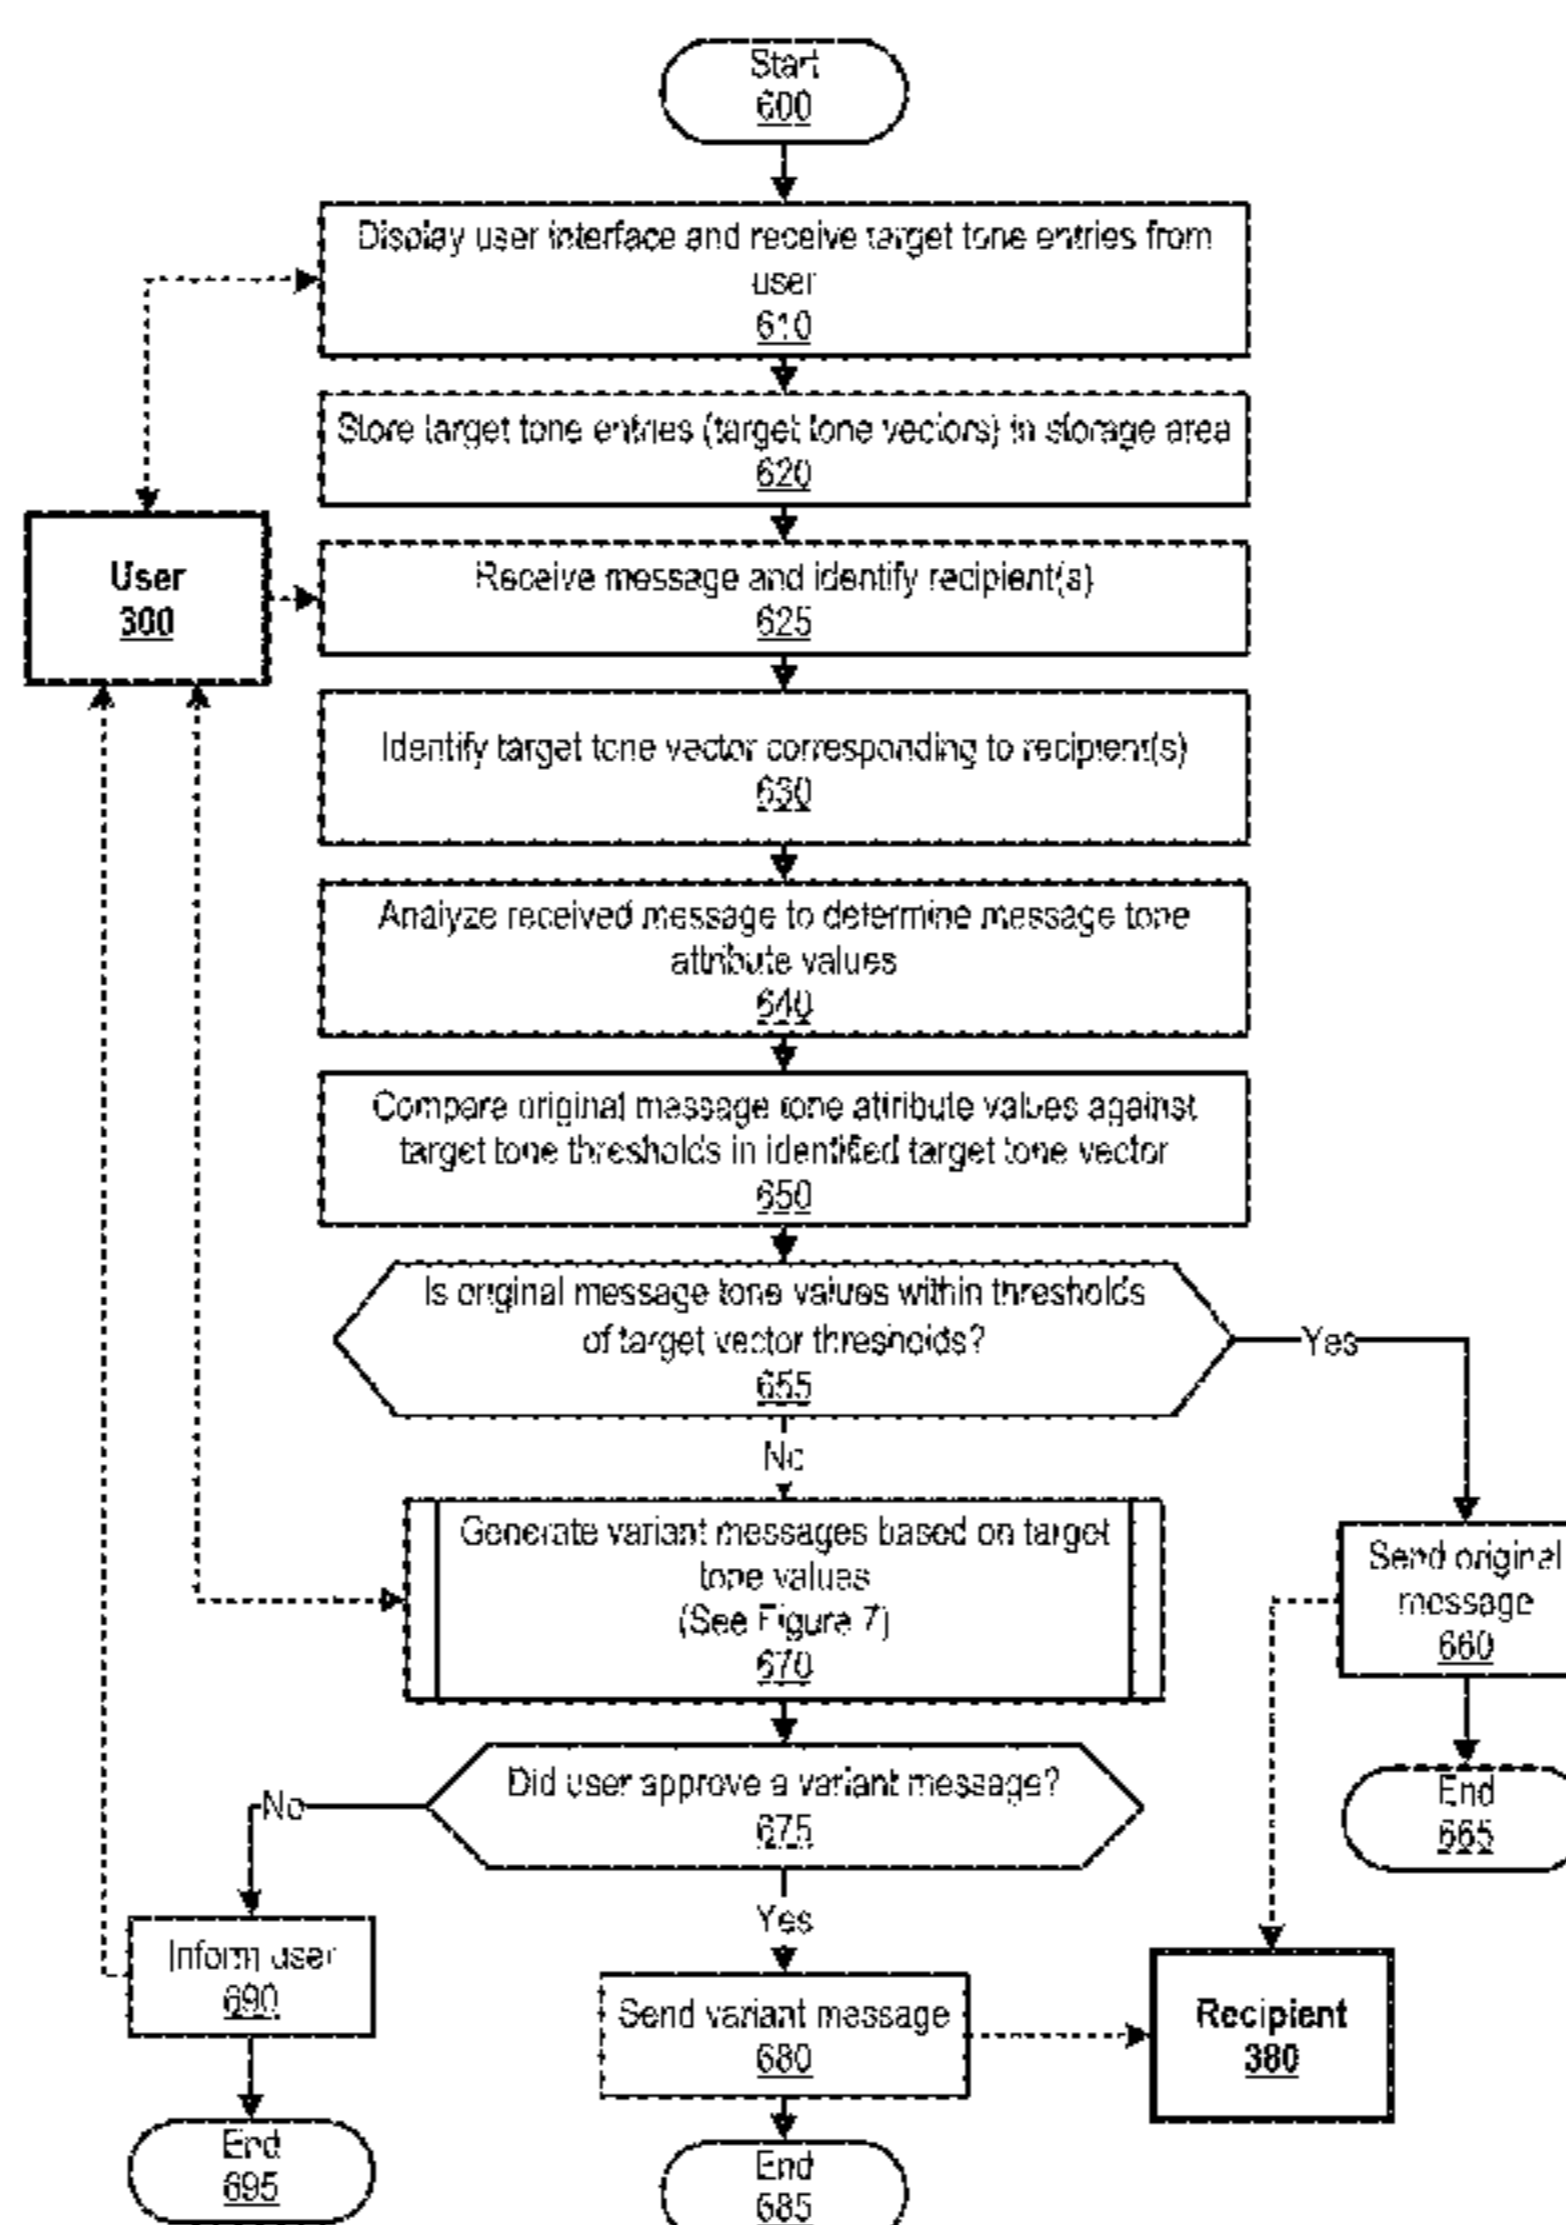 Start
600
Display user interface and receive target tone entries from
user
610
Store target tone entries (target tone vectors) in storage area
620
User
300
Receive message and identify recipient(s)
625
Identify target tone vector corresponding to recipient(s)
630
Analyze received message to determine message tone
attribute values
640
Compare original message tone attribute values against
target tone thresholds in identified target tone vector
650
Is original message tone values within thresholds
of target vector thresholds?
655
Yes
No
Generate variant messages based on target
tone values
(See Figure 7)
670
Send original
message
660
Did user approve a variant message?
675
No
End
665
Yes
Inform user
690
Send variant message
680
Recipient
380
End
695
End
685